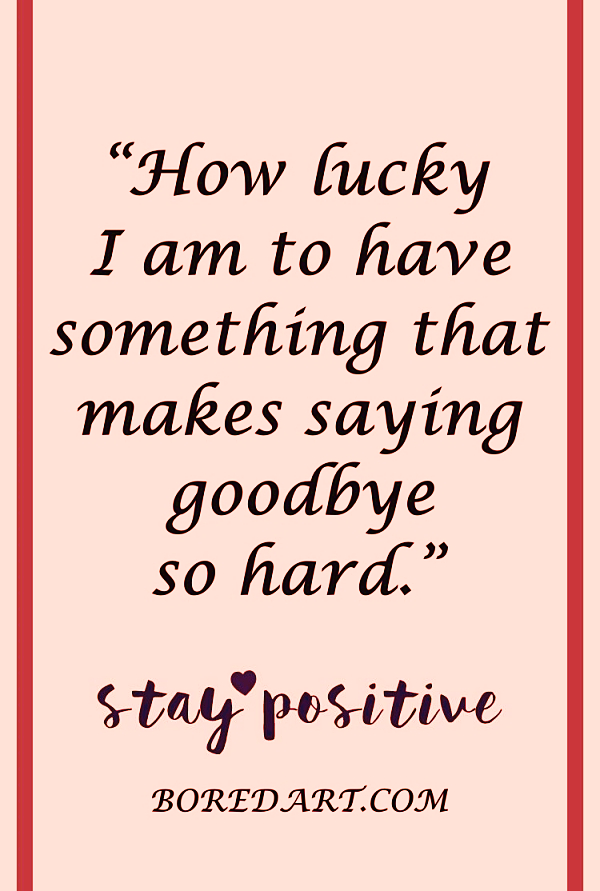 “How lucky
I am to have
something that
makes saying
goodbye
so hard.”
stay positive
BOREDART.COM